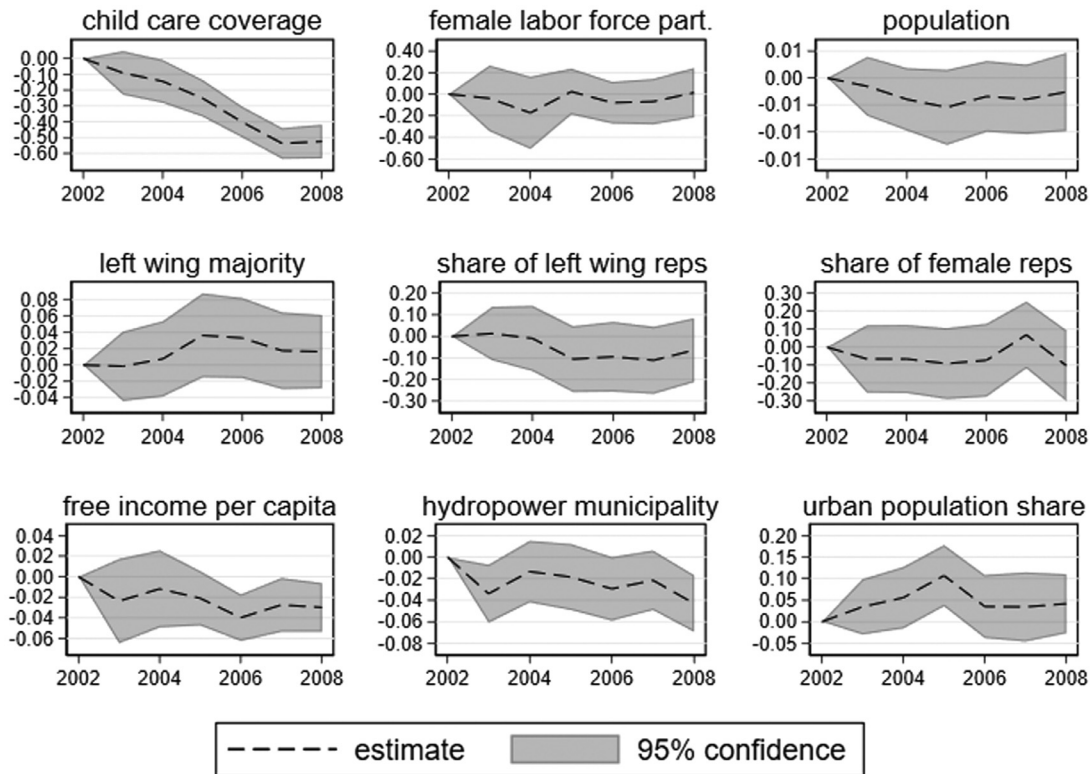 child care coverage
0.00
-0.10
-0.20
-0.30
-0.40
-0.50
-0.60
2002 2004 2006 2008
female labor force part.
0.40
0.20
0.00
-0.20
-0.40
-0.60
2002 2004 2006 2008
population
0.01
0.00
-0.01
-0.01
-0.01
2002 2004 2006 2008
left wing majority
0.08
0.06
0.04
0.02
0.00
-0.02
-0.04
2002 2004 2006 2008
share of left wing reps
0.20
0.10
0.00
-0.10
-0.20
-0.30
2002 2004 2006 2008
share of female reps
0.30
0.20
0.10
0.00
-0.10
-0.20
-0.30
2002 2004 2006 2008
free income per capita
0.04
0.02
0.00
-0.02
-0.04
-0.06
2002 2004 2006 2008
hydropower municipality
0.02
0.00
-0.02
-0.04
-0.06
-0.08
2002 2004 2006 2008
urban population share
0.20
0.15
0.10
0.05
0.00
-0.05
2002 2004 2006 2008
estimate 95% confidence